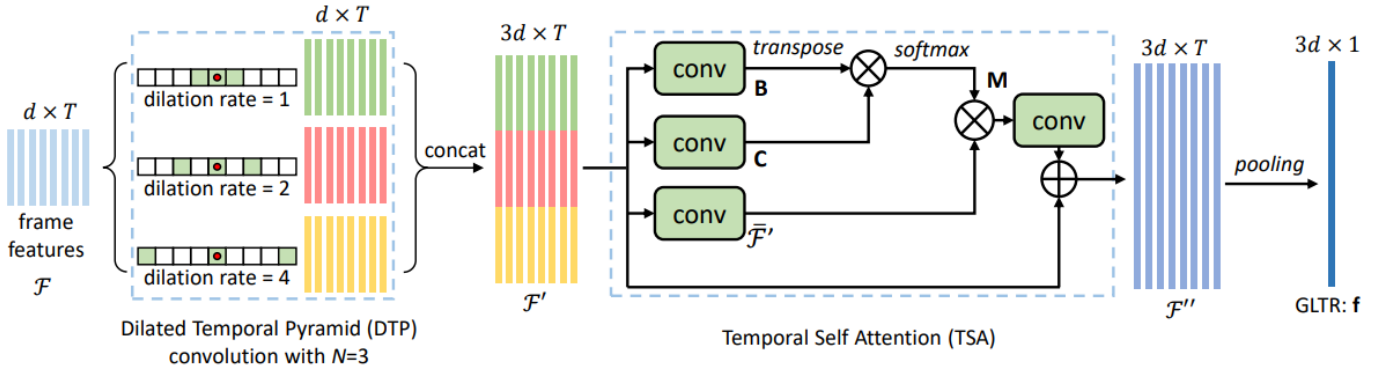 d × T
frame
features
ℱ
d × T
dilation rate = 1
dilation rate = 2
dilation rate = 4
Dilated Temporal Pyramid (DTP)
convolution with N=3
concat
3d × T
ℱ′
conv
transpose
B
softmax
M
conv
C
conv
ℱ̅′
conv
Temporal Self Attention (TSA)
3d × T
ℱ′′
pooling
3d × 1
GLTR: f